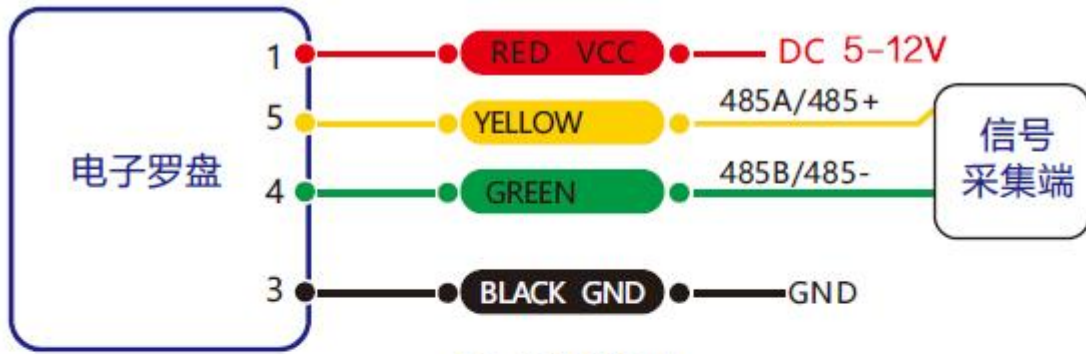 1 RED VCC DC 5-12V
5 YELLOW 485A/485+
电子罗盘
信号
采集端
4 GREEN 485B/485-
3 BLACK GND GND